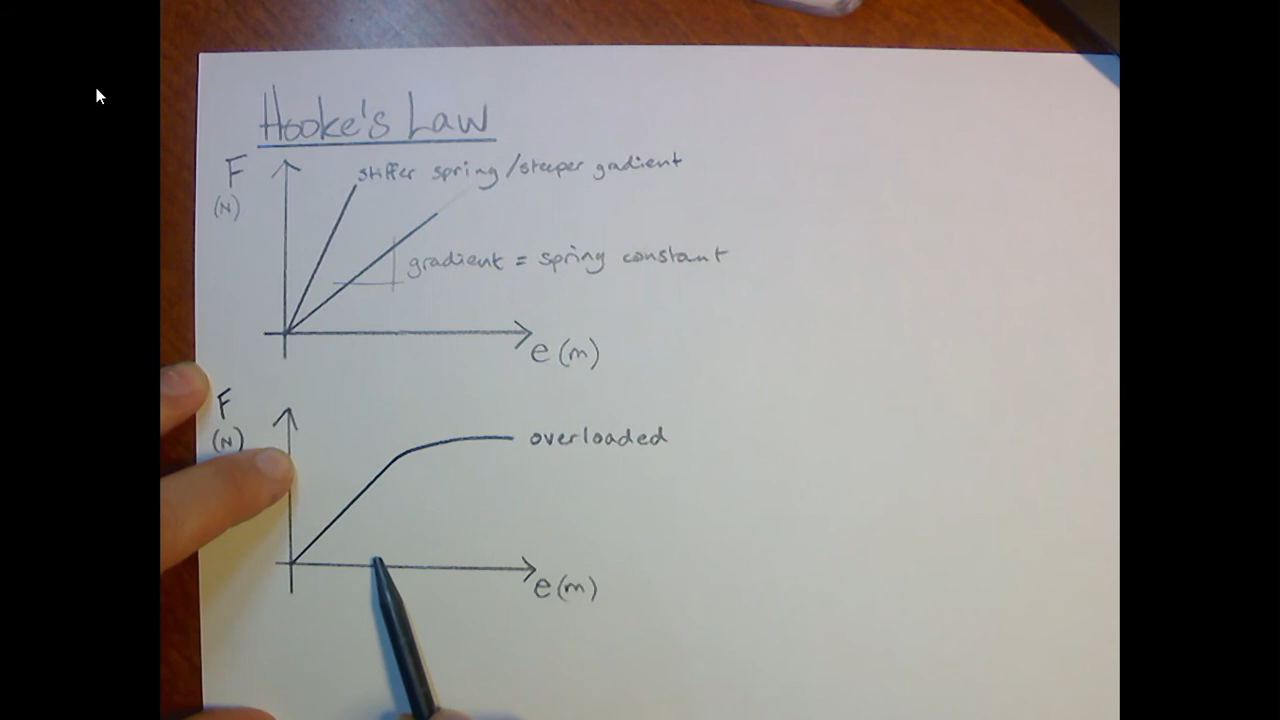 Hooke's Law
F
(N)
stiffer spring/steeper gradient
gradient = spring constant
e (m)
F
(N)
overloaded
e (m)